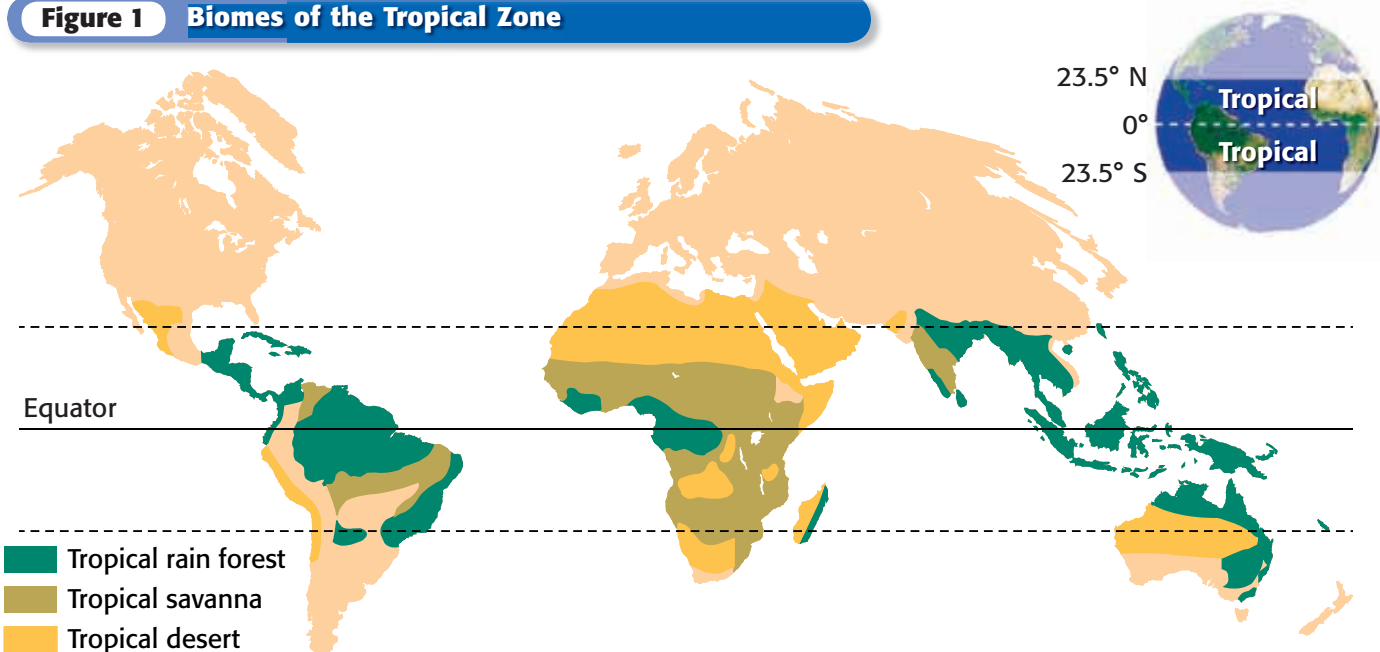 Figure 1 Biomes of the Tropical Zone
23.5° N
Tropical
0°
Tropical
23.5° S
Equator
Tropical rain forest
Tropical savanna
Tropical desert